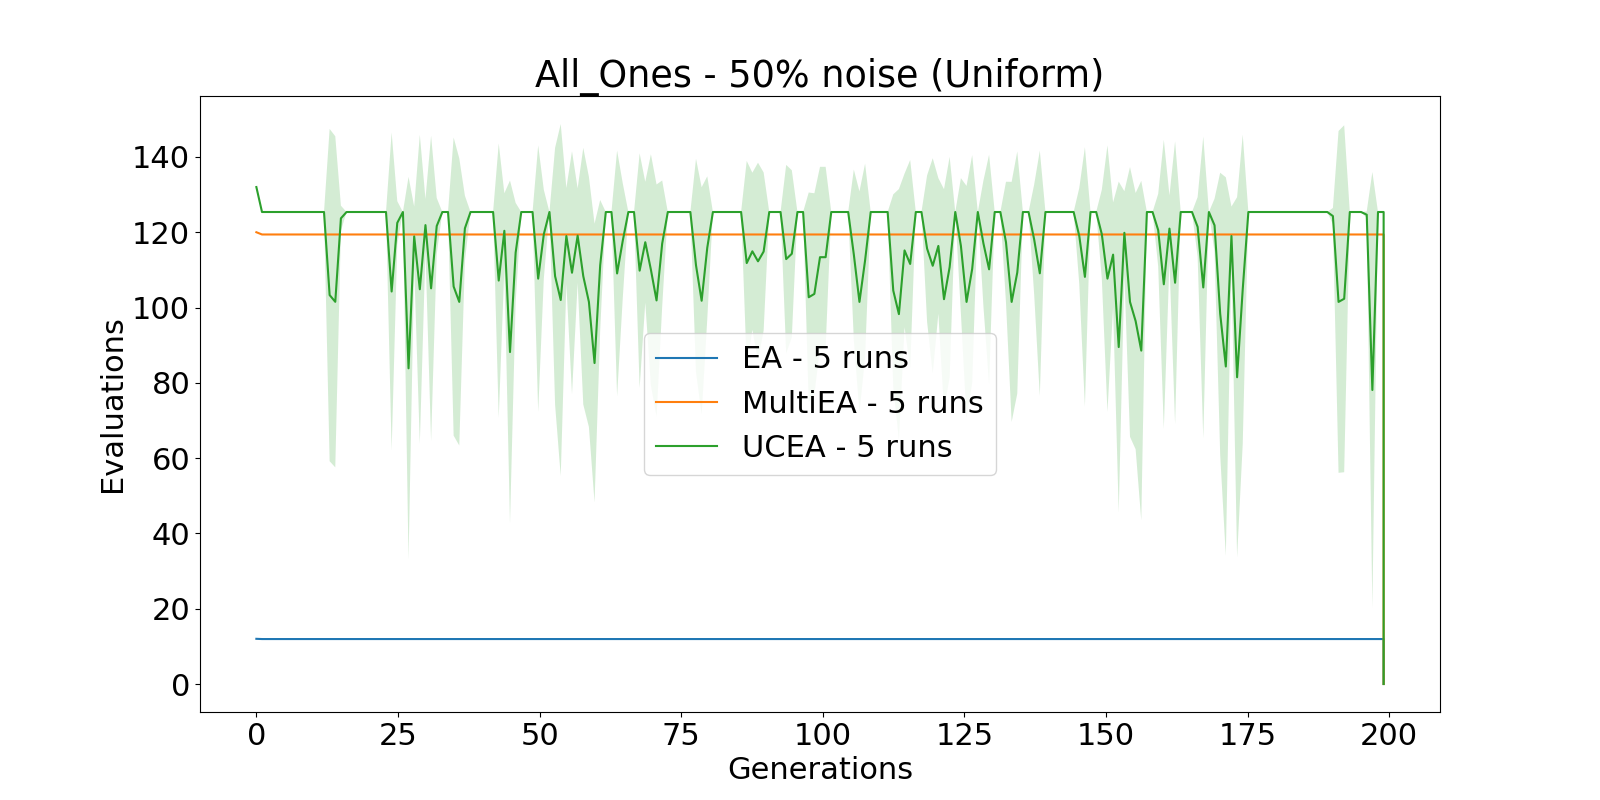 All_Ones - 50% noise (Uniform)
Evaluations
140
120
100
80
60
40
20
0
EA - 5 runs
MultiEA - 5 runs
UCEA - 5 runs
0 25 50 75 100 125 150 175 200
Generations